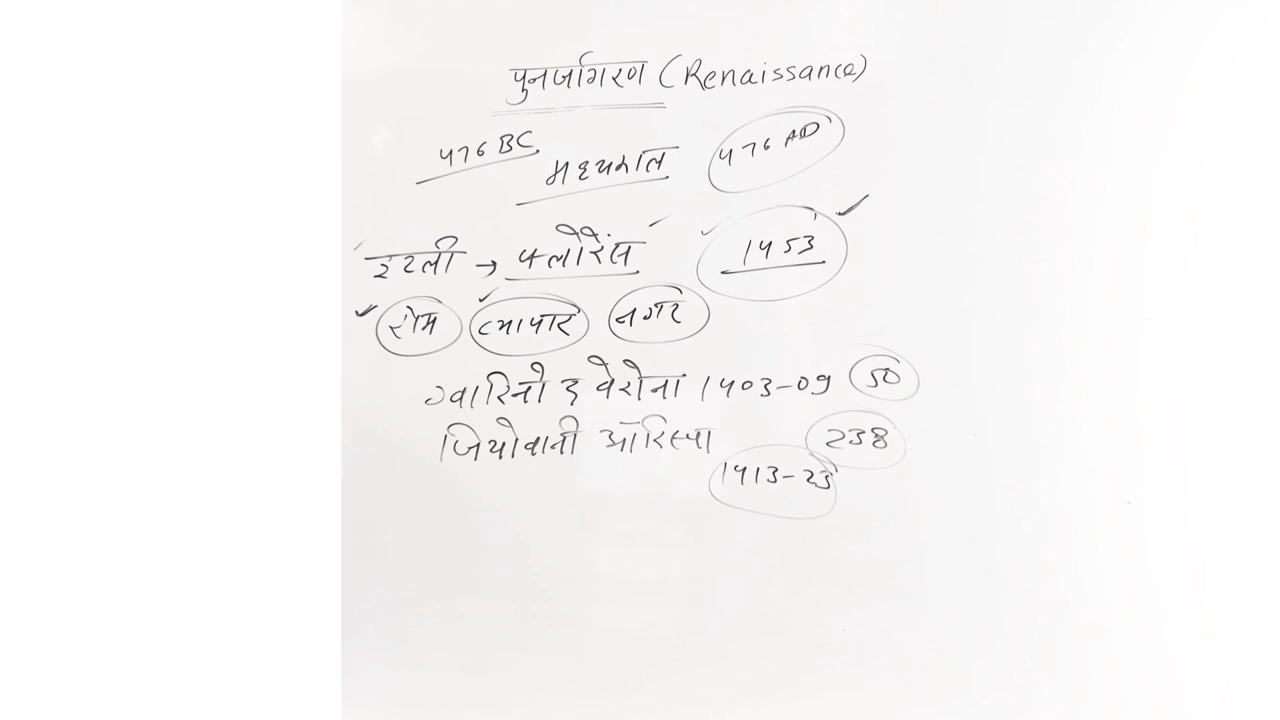 पुनर्जागरण (Renaissance)
476 BC मध्यकाल 476 AD
इटली → फ्लोरेंस 1453
रोम व्यापार नगर
ग्वारिनो द वेरोना 1403-09 50
जियोवानी ऑरिस्पा 238
1413-23